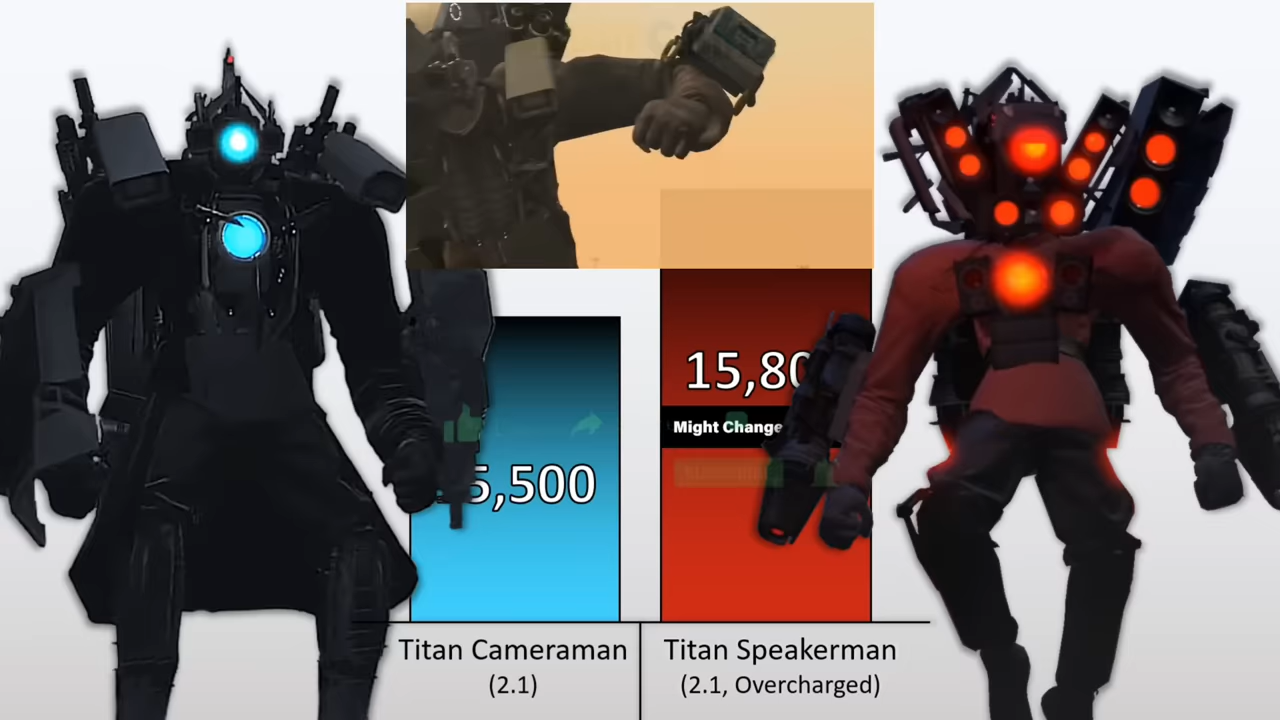 5,500
15,80
Might Change
Titan Cameraman
(2.1)
Titan Speakerman
(2.1, Overcharged)